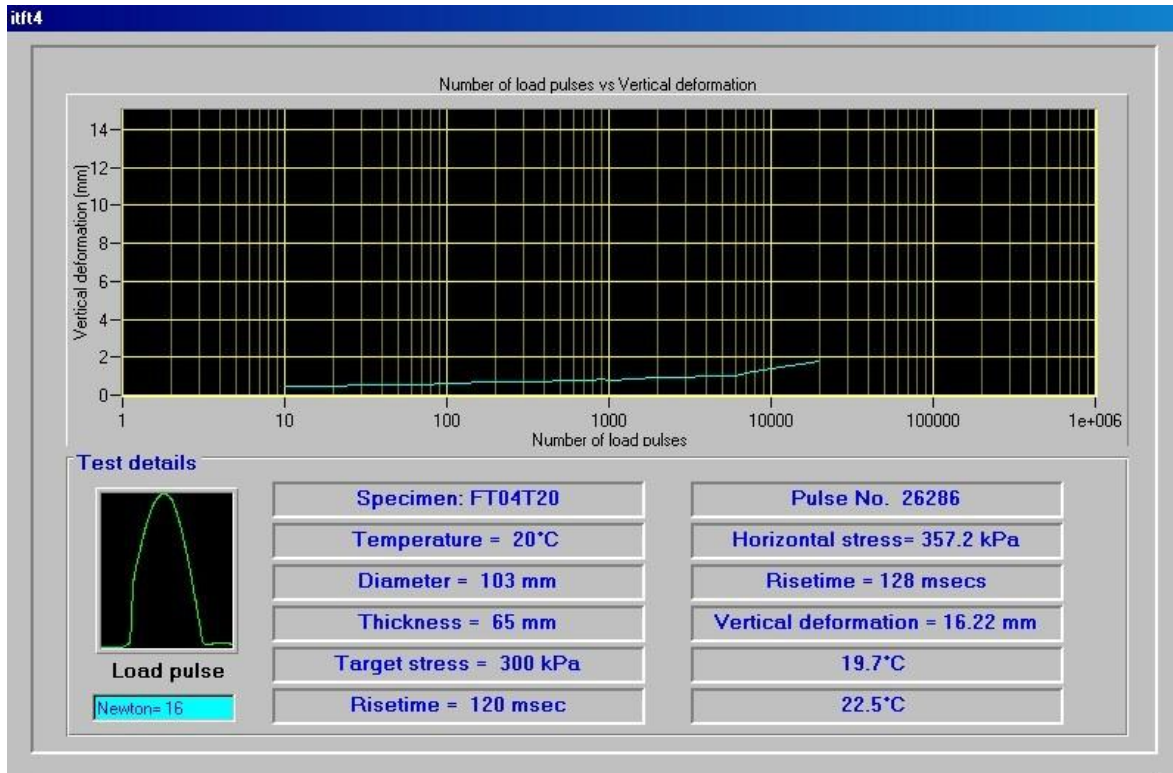 itft4
Number of load pulses vs Vertical deformation
Vertical deformation (mm)
14
12
10
8
6
4
2
0
1 10 100 1000 10000 100000 1e+006
Number of load pulses
Test details
Load pulse
Newton= 16
Specimen: FT04T20
Temperature = 20°C
Diameter = 103 mm
Thickness = 65 mm
Target stress = 300 kPa
Risetime = 120 msec
Pulse No. 26286
Horizontal stress= 357.2 kPa
Risetime = 128 msecs
Vertical deformation = 16.22 mm
19.7°C
22.5°C